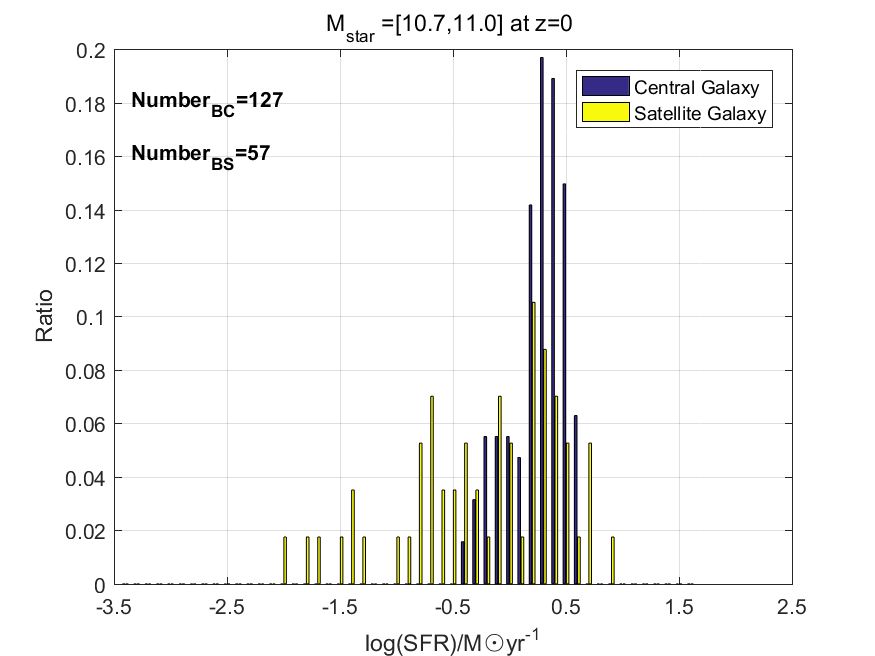 M_star =[10.7,11.0] at z=0
Number_BC=127
Number_BS=57
Central Galaxy
Satellite Galaxy
Ratio
0.2
0.18
0.16
0.14
0.12
0.1
0.08
0.06
0.04
0.02
0
-3.5 -2.5 -1.5 -0.5 0.5 1.5 2.5
log(SFR)/M☉yr^-1